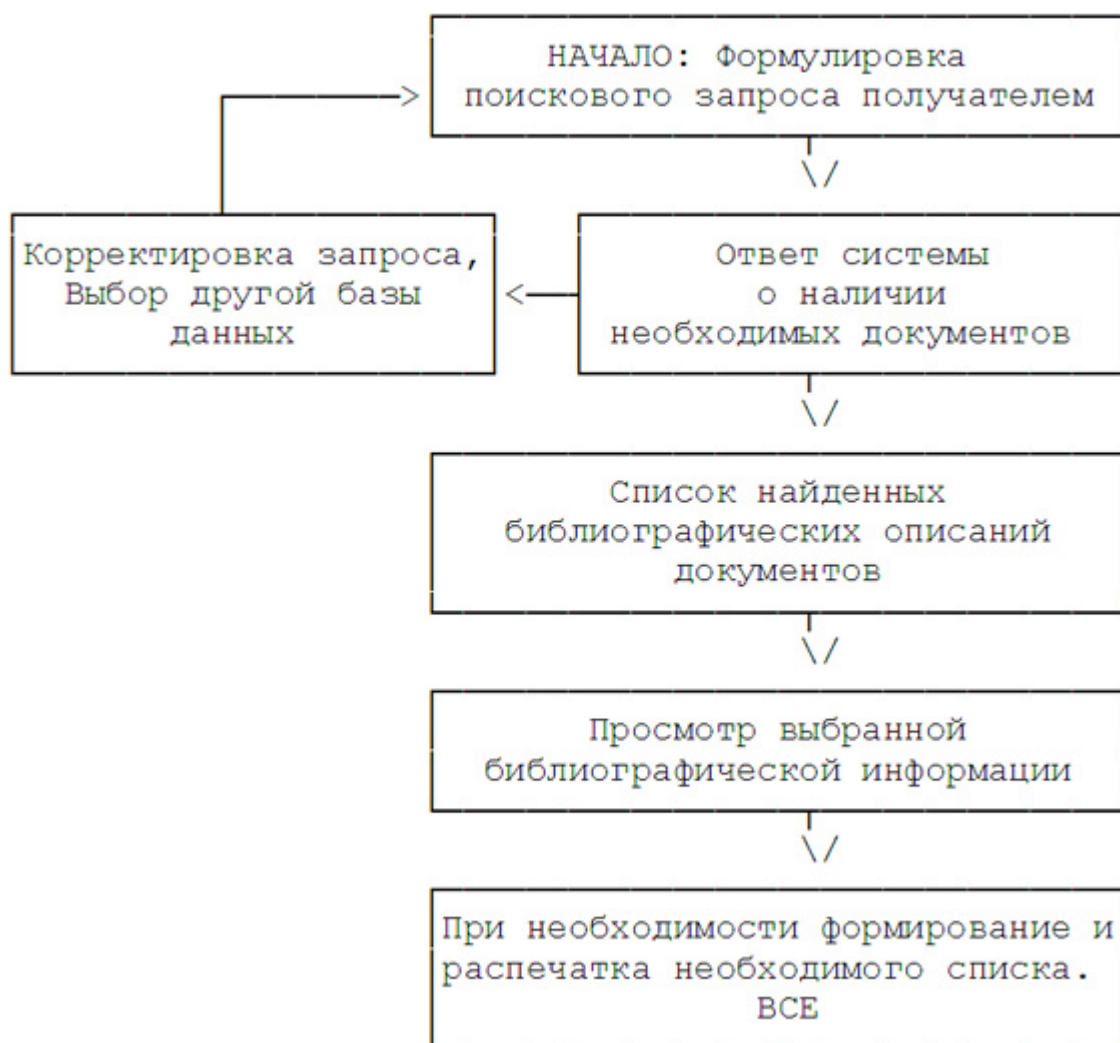 НАЧАЛО: Формулировка
поискового запроса получателем
Корректировка запроса,
Выбор другой базы
данных
Ответ системы
о наличии
необходимых документов
Список найденных
библиографических описаний
документов
Просмотр выбранной
библиографической информации
При необходимости формирование и
распечатка необходимого списка.
ВСЕ